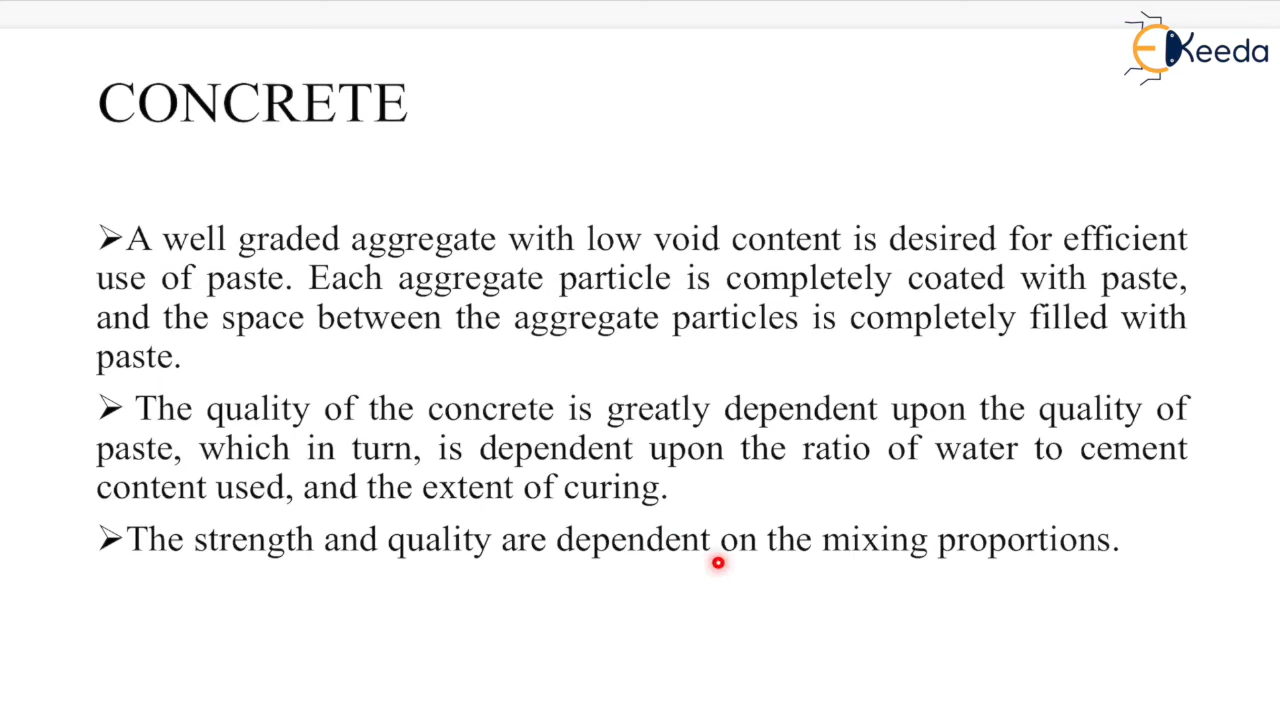 EKeeda
CONCRETE
➢A well graded aggregate with low void content is desired for efficient
use of paste. Each aggregate particle is completely coated with paste,
and the space between the aggregate particles is completely filled with
paste.
➢ The quality of the concrete is greatly dependent upon the quality of
paste, which in turn, is dependent upon the ratio of water to cement
content used, and the extent of curing.
➢The strength and quality are dependent on the mixing proportions.